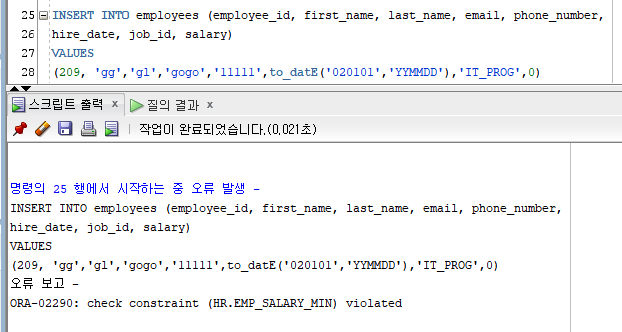 25 INSERT INTO employees (employee_id, first_name, last_name, email, phone_number,
26 hire_date, job_id, salary)
27 VALUES
28 (209, 'gg','gl','gogo','11111',to_datE('020101','YYMMDD'),'IT_PROG',0)
스크립트 출력 x 질의 결과 x
작업이 완료되었습니다.(0,021초)
명령의 25 행에서 시작하는 중 오류 발생 -
INSERT INTO employees (employee_id, first_name, last_name, email, phone_number,
hire_date, job_id, salary)
VALUES
(209, 'gg','gl','gogo','11111',to_datE('020101','YYMMDD'),'IT_PROG',0)
오류 보고 -
ORA-02290: check constraint (HR.EMP_SALARY_MIN) violated